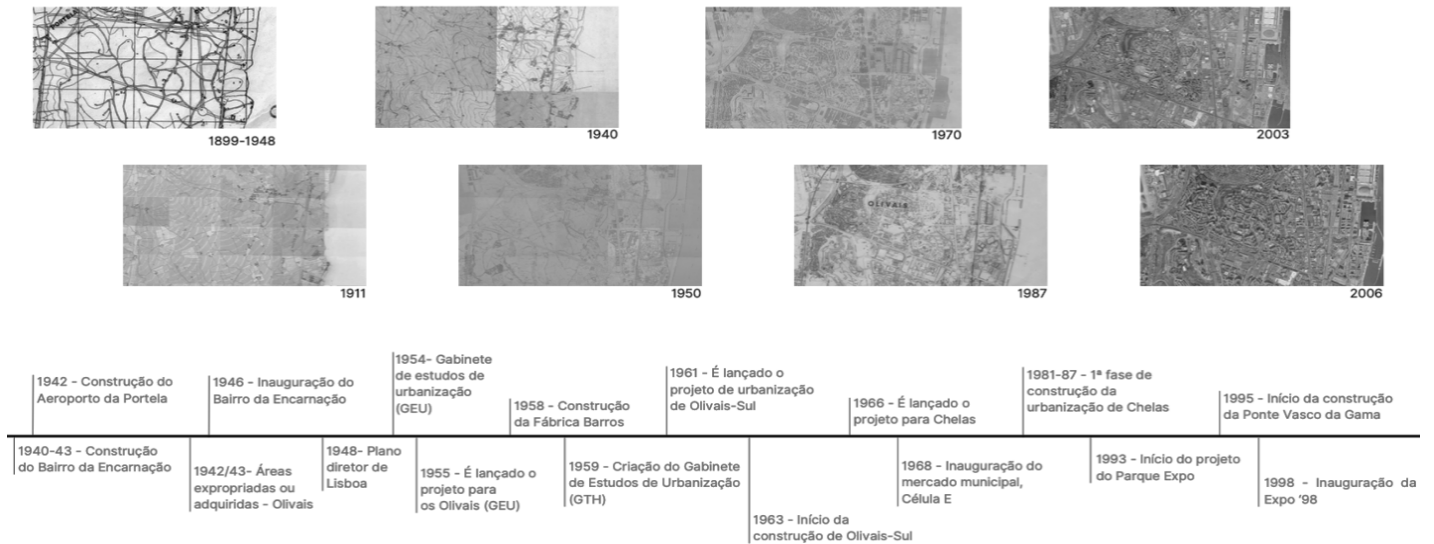 1899-1948
1940
1970
2003
1911
1950
OLIVAIS
1987
2006
1942 - Construção do
Aeroporto da Portela
1946 - Inauguração do
Bairro da Encarnação
1954- Gabinete
de estudos de
urbanização
(GEU)
1958 - Construção
da Fábrica Barros
1961 - É lançado o
projeto de urbanização
de Olivais-Sul
1966 - É lançado o
projeto para Chelas
1981-87 - 1ª fase de
construção da
urbanização de Chelas
1995 - Início da construção
da Ponte Vasco da Gama
1940-43 - Construção
do Bairro da Encarnação
1942/43- Áreas
expropriadas ou
adquiridas - Olivais
1948- Plano
diretor de
Lisboa
1955 - É lançado o
projeto para
os Olivais (GEU)
1959 - Criação do Gabinete
de Estudos de Urbanização
(GTH)
1963 - Início da
construção de Olivais-Sul
1968 - Inauguração do
mercado municipal,
Célula E
1993 - Início do projeto
do Parque Expo
1998 - Inauguração da
Expo '98